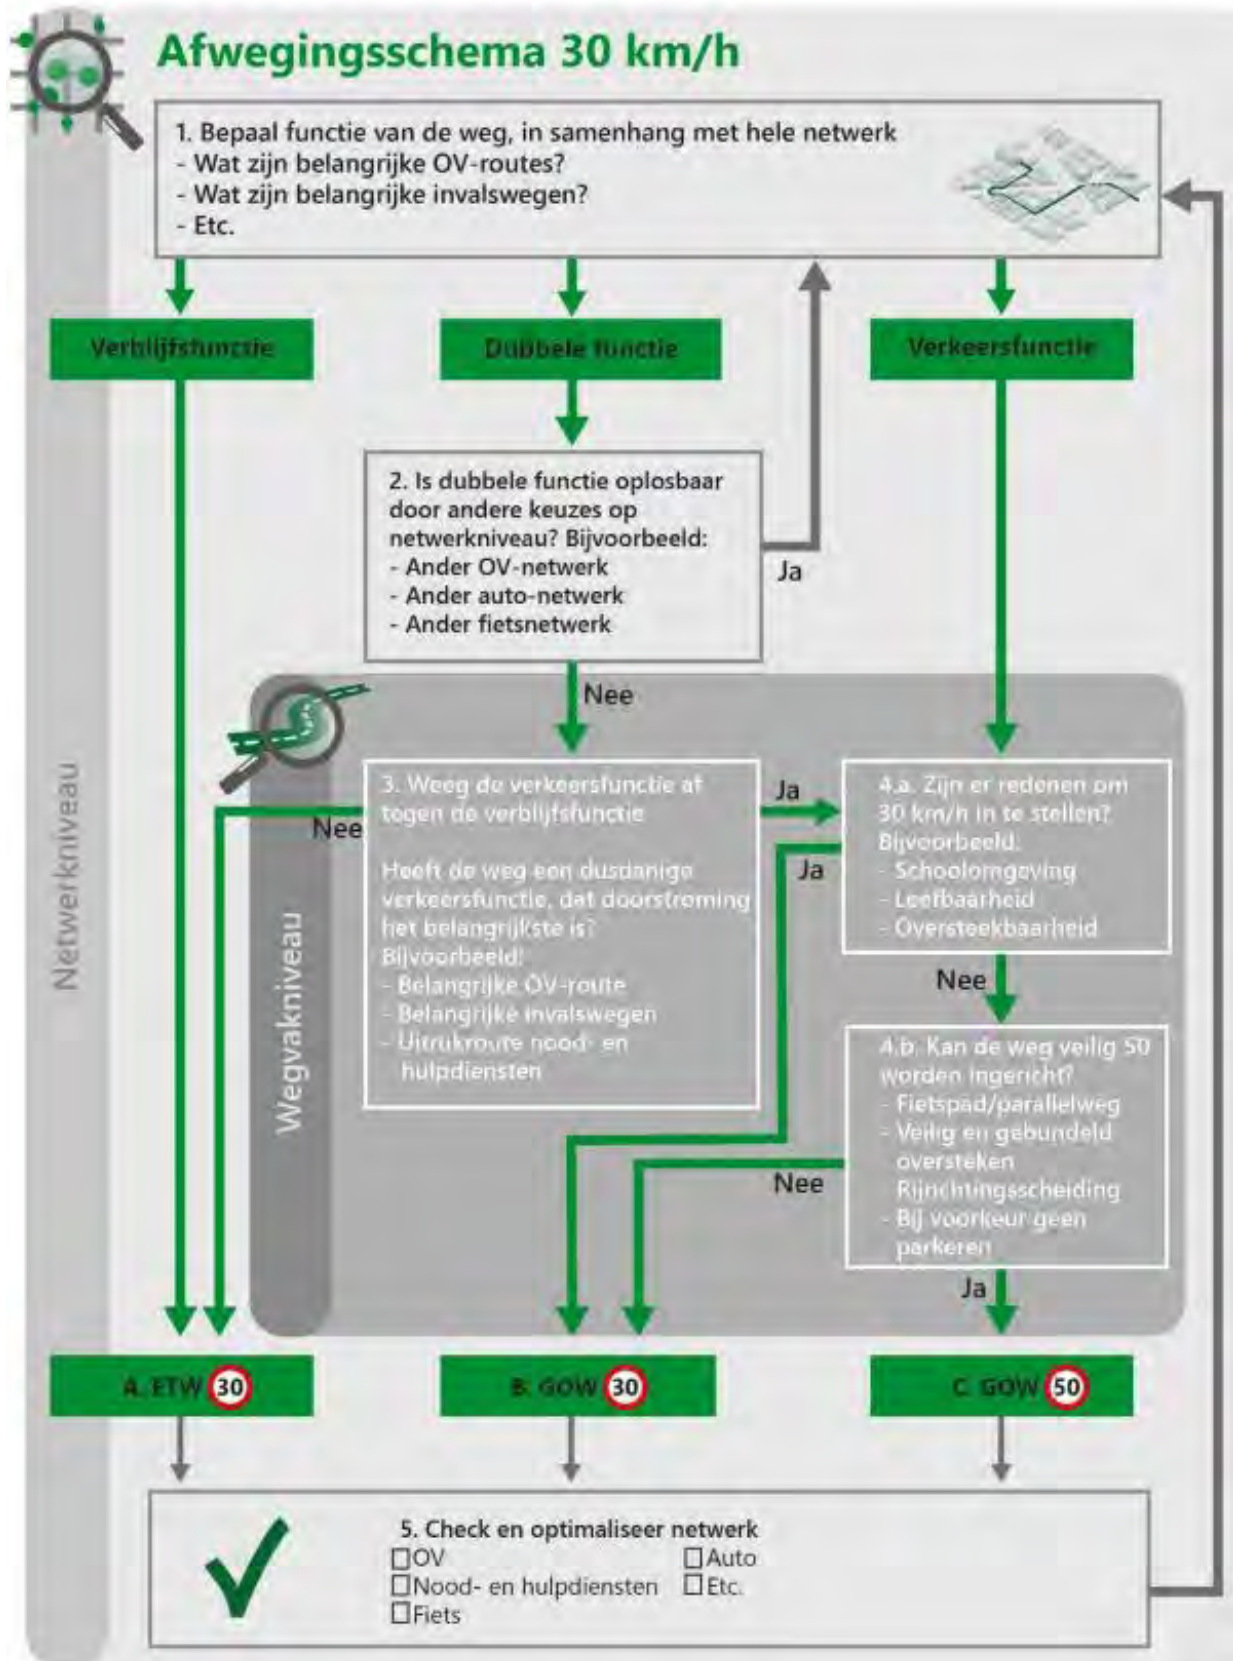 Afwegingsschema 30 km/h
1. Bepaal functie van de weg, in samenhang met hele netwerk
- Wat zijn belangrijke OV-routes?
- Wat zijn belangrijke invalswegen?
- Etc.
Verblijfsfunctie
Dubbele functie
Verkeersfunctie
2. Is dubbele functie oplosbaar
door andere keuzes op
netwerkniveau? Bijvoorbeeld:
- Ander OV-netwerk
- Ander auto-netwerk
- Ander fietsnetwerk
Ja
Nee
Netwerkniveau
Wegvakniveau
3. Weeg de verkeersfunctie af
tegen de verblijfsfunctie
Heeft de weg een dusdanige
verkeersfunctie, dat doorstroming
het belangrijkste is?
Bijvoorbeeld:
- Belangrijke OV-route
- Belangrijke invalswegen
- Uitrukroute nood- en
hulpdiensten
Nee
Ja
4.a. Zijn er redenen om
30 km/h in te stellen?
Bijvoorbeeld:
- Schoolomgeving
- Leefbaarheid
- Oversteekbaarheid
Ja
Nee
4.b. Kan de weg veilig 50
worden ingericht?
- Fietspad/parallelweg
- Veilig en gebundeld
oversteken
Rijrichtingsscheiding
- Bij voorkeur geen
parkeren
Nee
Ja
A. ETW 30
B. GOW 30
C. GOW 50
5. Check en optimaliseer netwerk
OV
Auto
Nood- en hulpdiensten
Etc.
Fiets